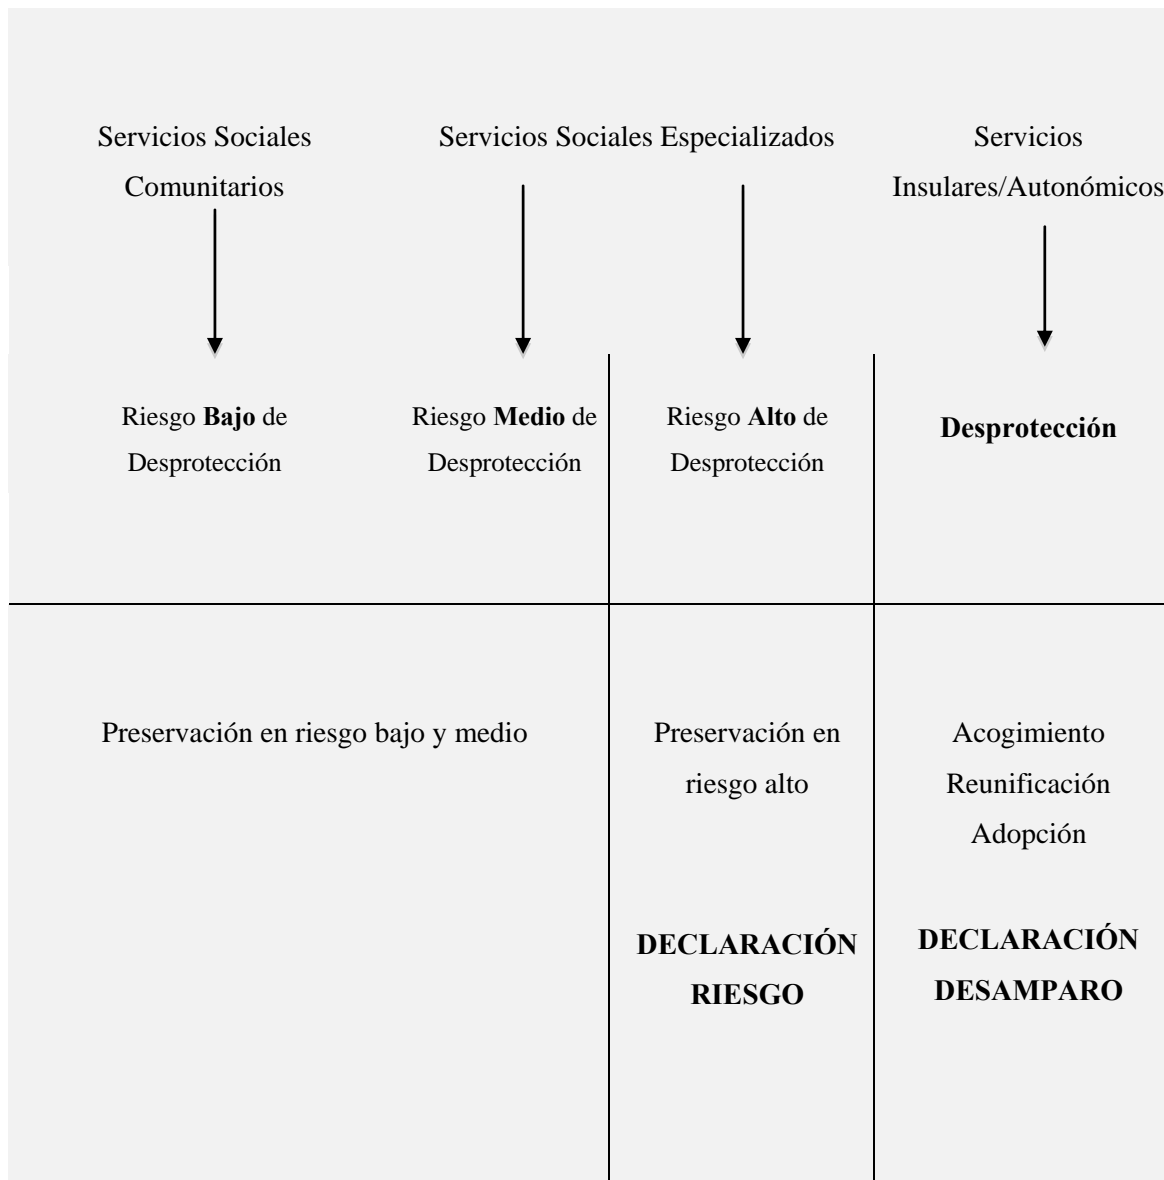 Servicios Sociales
Comunitarios
Servicios Sociales Especializados
Servicios
Insulares/Autonómicos
Riesgo Bajo de
Desprotección
Riesgo Medio de
Desprotección
Riesgo Alto de
Desprotección
Desprotección
Preservación en riesgo bajo y medio
Preservación en
riesgo alto
DECLARACIÓN
RIESGO
Acogimiento
Reunificación
Adopción
DECLARACIÓN
DESAMPARO